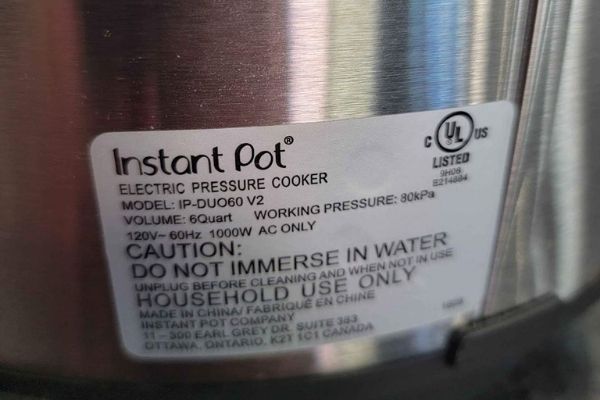 Instant Pot®
ELECTRIC PRESSURE COOKER
MODEL: IP-DUO60 V2
VOLUME: 6Quart WORKING PRESSURE: 80kPa
120V~ 60Hz 1000W AC ONLY
C UL US
LISTED
9H06
E214884
CAUTION:
DO NOT IMMERSE IN WATER
UNPLUG BEFORE CLEANING AND WHEN NOT IN USE
HOUSEHOLD USE ONLY
MADE IN CHINA/ FABRIQUÉ EN CHINE
INSTANT POT COMPANY
11-300 EARL GREY DR. SUITE 383
OTTAWA, ONTARIO, K2T 1C1 CANADA